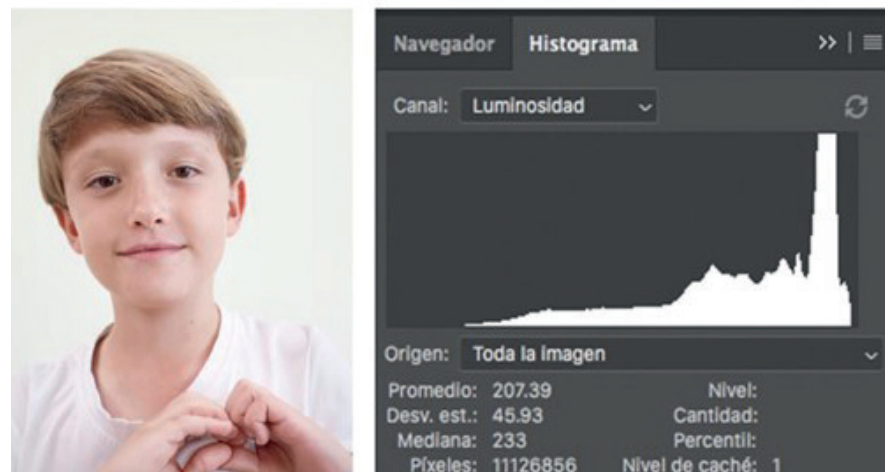 Navegador Histograma
Canal: Luminosidad
Origen: Toda la imagen
Promedio: 207.39 Nivel:
Desv. est.: 45.93 Cantidad:
Mediana: 233 Percentil:
Píxeles: 11126856 Nivel de caché: 1